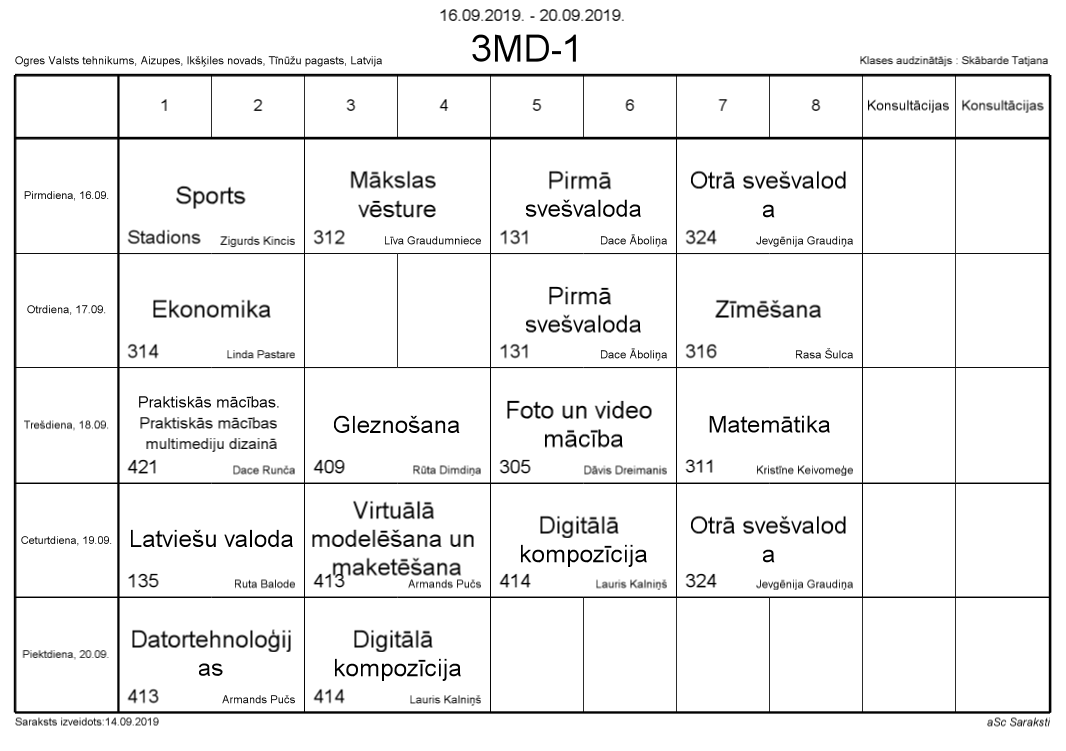 16.09.2019. - 20.09.2019.
3MD-1
Ogres Valsts tehnikums, Aizupes, Ikšķiles novads, Tīnūžu pagasts, Latvija
Klases audzinātājs : Skābarde Tatjana
1 2 3 4 5 6 7 8 Konsultācijas Konsultācijas
Pirmdiena, 16.09.
Sports
Stadions Zigurds Kincis
Mākslas
vēsture
312 Līva Graudumniece
Pirmā
svešvaloda
131 Dace Āboliņa
Otrā svešvalod
a
324 Jevgēnija Graudiņa
Otrdiena, 17.09.
Ekonomika
314 Linda Pastare
Pirmā
svešvaloda
131 Dace Āboliņa
Zīmēšana
316 Rasa Šulca
Trešdiena, 18.09.
Praktiskās mācības.
Praktiskās mācības
multimediju dizainā
421 Dace Runča
Gleznošana
409 Rūta Dimdiņa
Foto un video
mācība
305 Dāvis Dreimanis
Matemātika
311 Kristīne Keivomeģe
Ceturtdiena, 19.09.
Latviešu valoda
135 Ruta Balode
Virtuālā
modelēšana un
maketēšana
413 Armands Pučs
Digitālā
kompozīcija
414 Lauris Kalniņš
Otrā svešvalod
a
324 Jevgēnija Graudiņa
Piektdiena, 20.09.
Datortehnoloģij
as
413 Armands Pučs
Digitālā
kompozīcija
414 Lauris Kalniņš
Saraksts izveidots:14.09.2019
aSc Saraksti